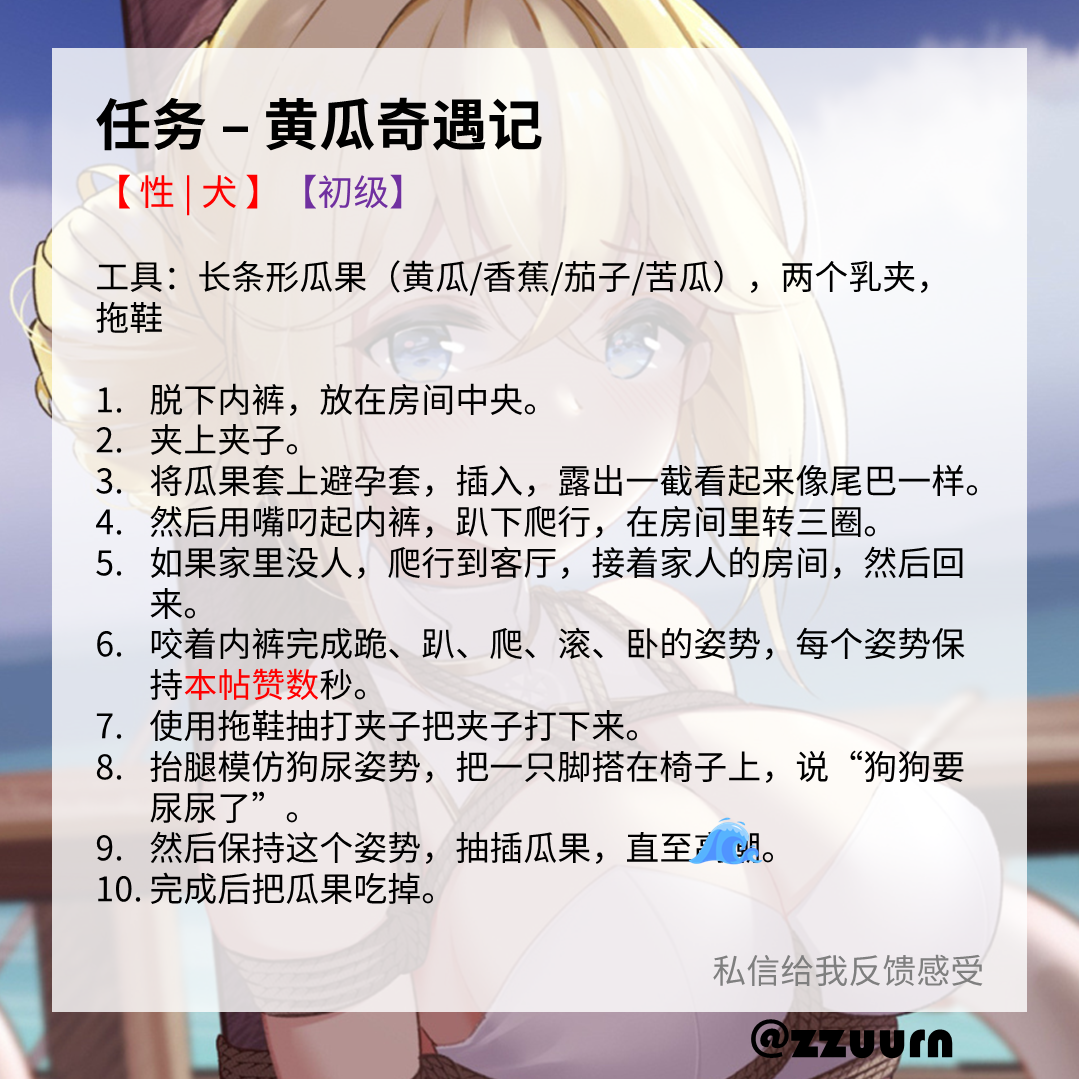 任务 – 黄瓜奇遇记
【 性 | 犬 】 【初级】
工具：长条形瓜果（黄瓜/香蕉/茄子/苦瓜），两个乳夹，
拖鞋
1. 脱下内裤，放在房间中央。
2. 夹上夹子。
3. 将瓜果套上避孕套，插入，露出一截看起来像尾巴一样。
4. 然后用嘴叼起内裤，趴下爬行，在房间里转三圈。
5. 如果家里没人，爬行到客厅，接着家人的房间，然后回
来。
6. 咬着内裤完成跪、趴、爬、滚、卧的姿势，每个姿势保
持本帖赞数秒。
7. 使用拖鞋抽打夹子把夹子打下来。
8. 抬腿模仿狗尿姿势，把一只脚搭在椅子上，说“狗狗要
尿尿了”。
9. 然后保持这个姿势，抽插瓜果，直至。
10. 完成后把瓜果吃掉。
私信给我反馈感受
@zzuurn